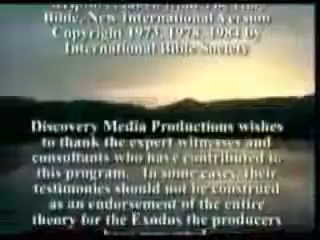 Bible, New International Version
Copyright 1973, 1978, 1984 by
International Bible Society
Discovery Media Productions wishes
to thank the expert witnesses and
consultants who have contributed to
this program. In some cases, their
testimonies should not be construed
as an endorsement of the entire
theory for the Exodus the producers